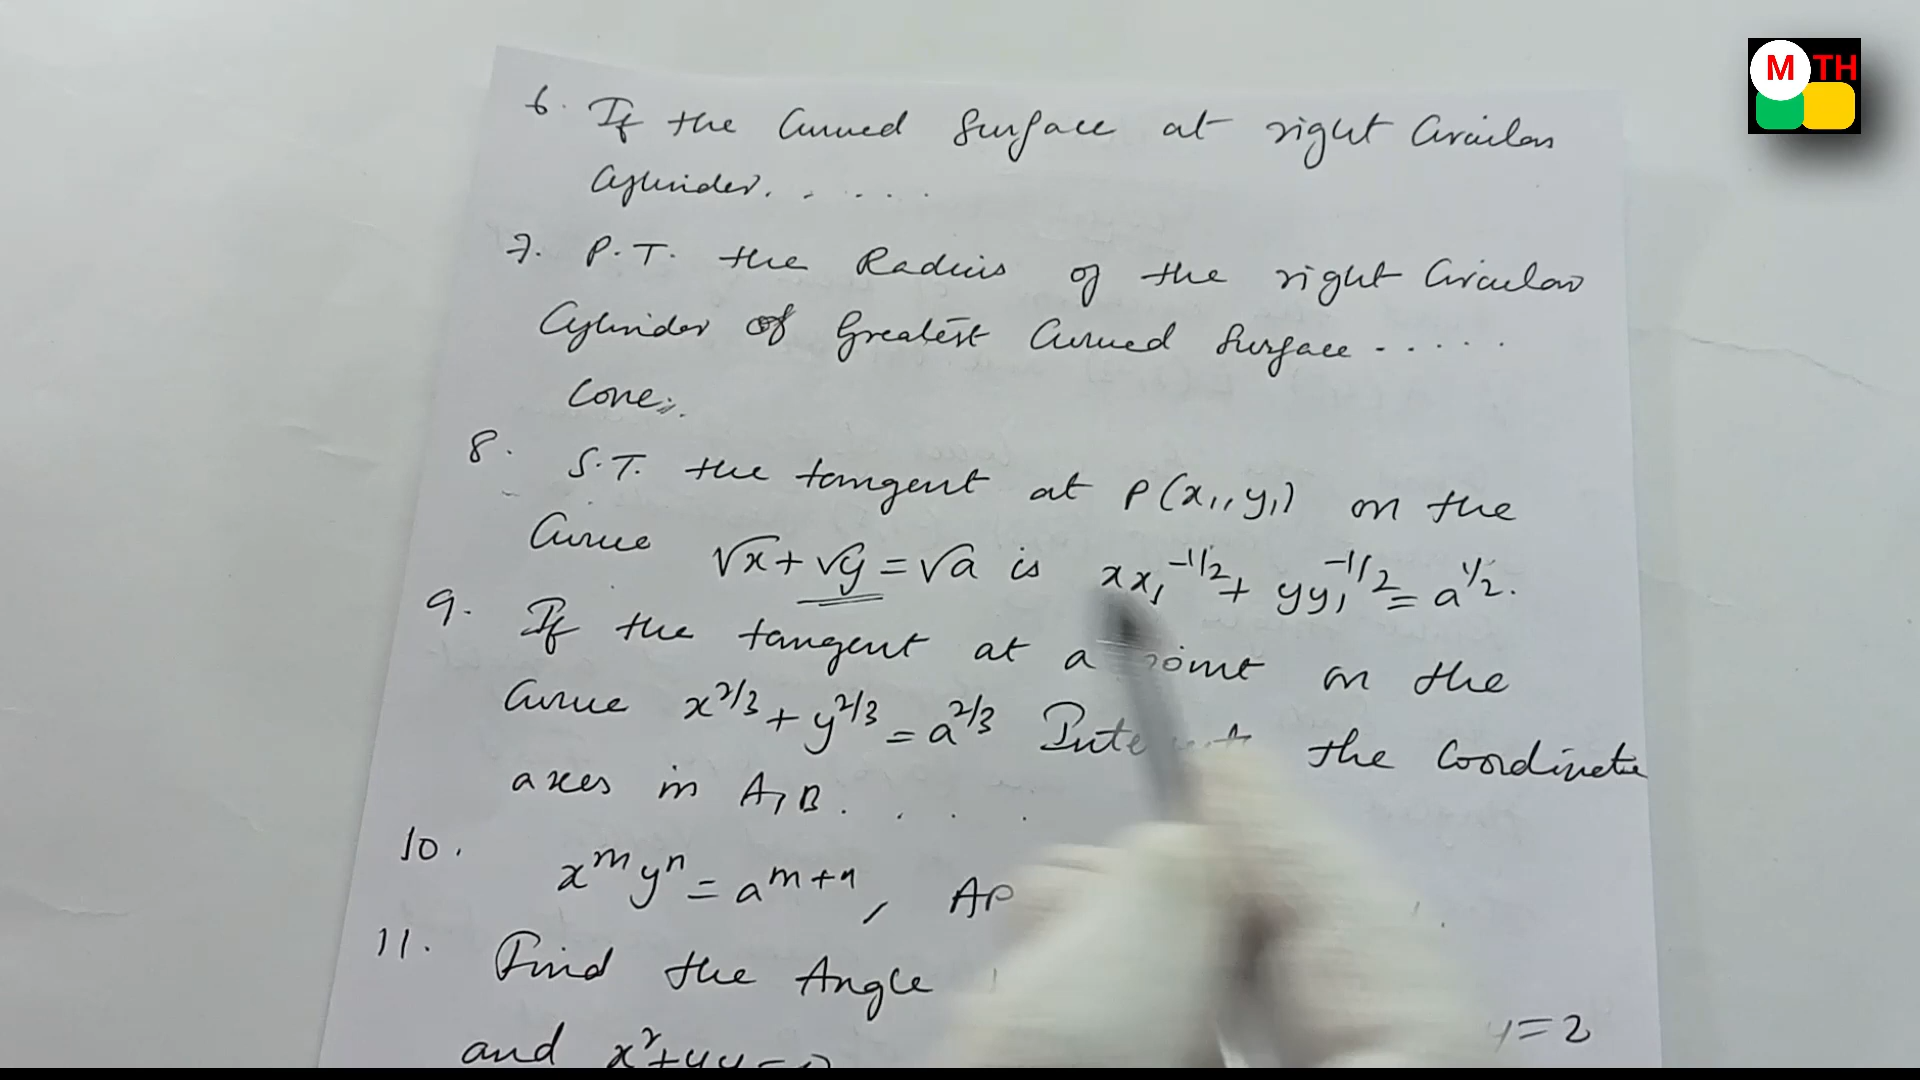 M TH
6. If the Curved Surface at right Circular
Cylinder. . . . . .
7. P.T. the Radius of the right Circular
Cylinder of Greatest Curved Surface - . . . .
Cone;.
8. S.T. the tangent at P(x₁, y₁) on the
Curve √x + √y = √a is xx₁^-1/2 + yy₁^-1/2 = a^1/2.
9. If the tangent at a point on the
Curve x^2/3 + y^2/3 = a^2/3 the Coordinate
axes in A, B. . . .
10. x^m y^n = a^m+n, AP
11. Find the Angle
y=2
and